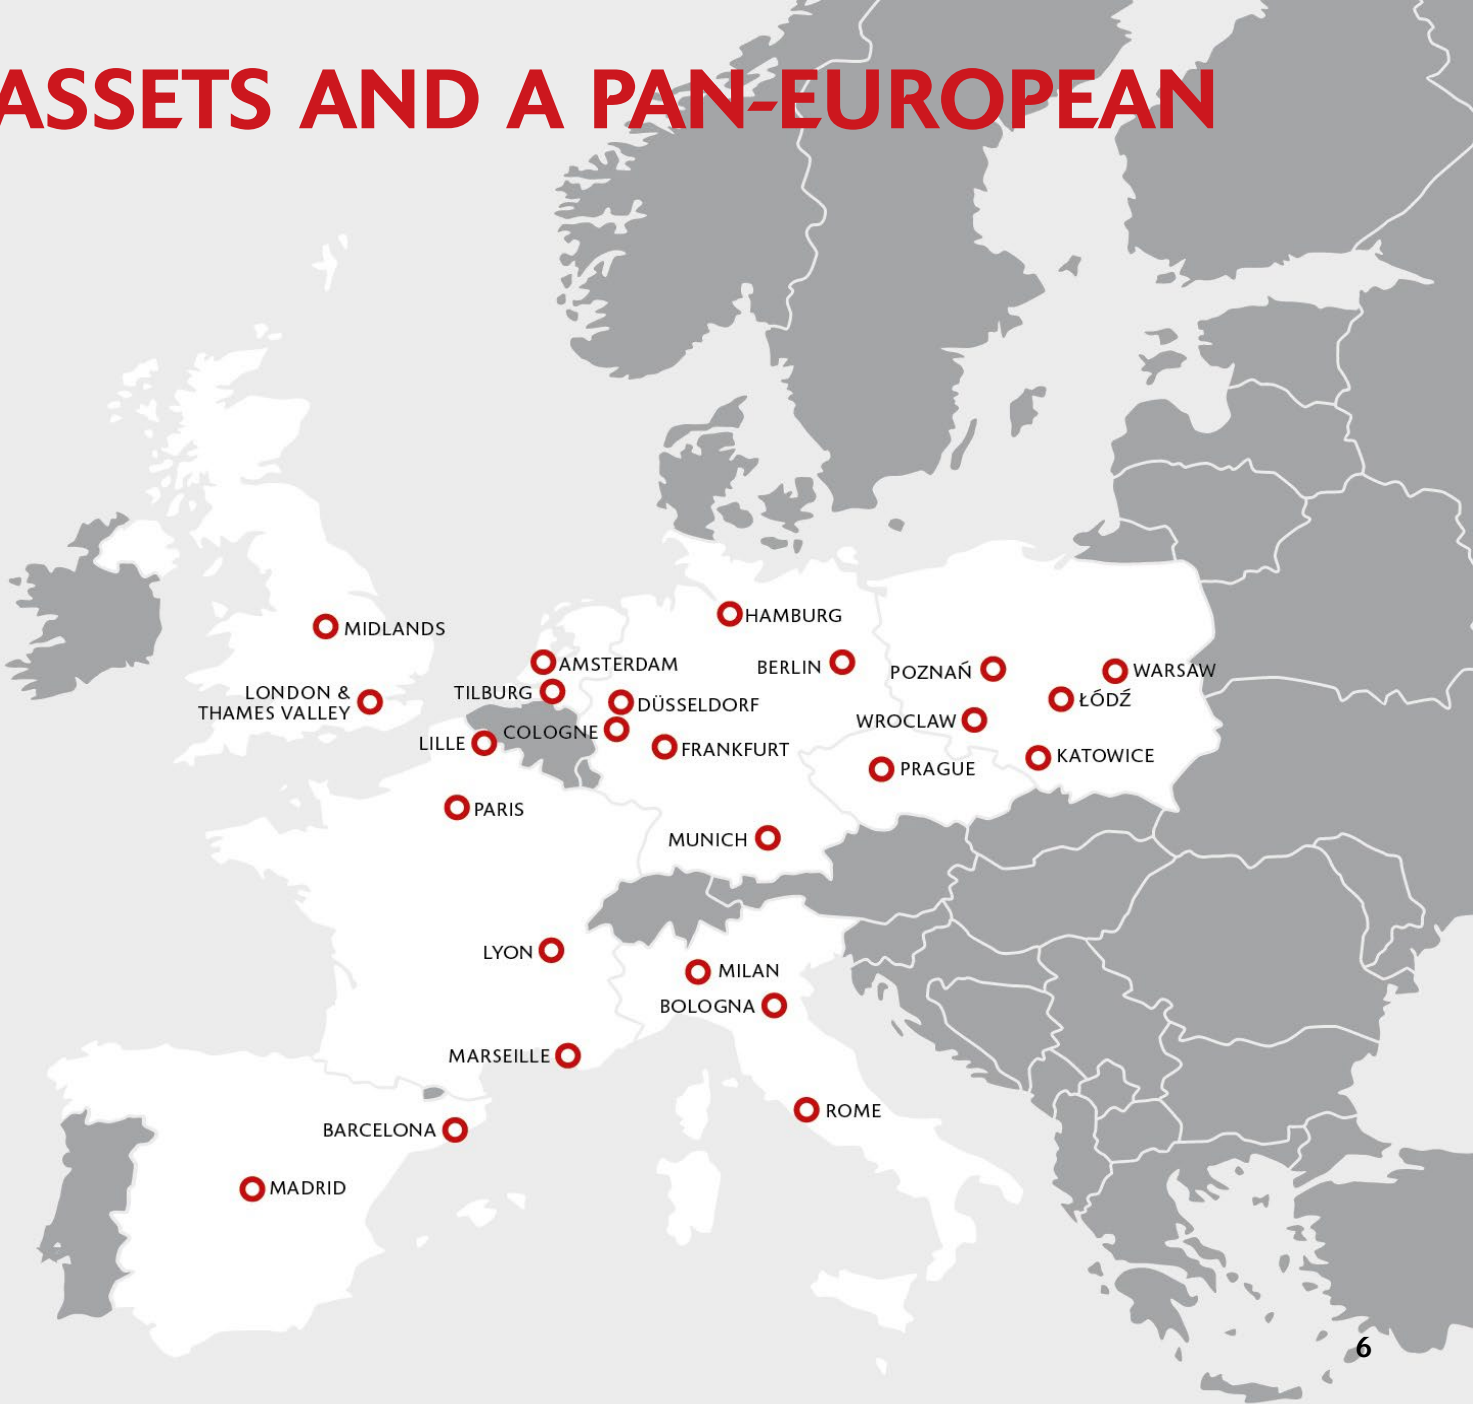 ASSETS AND A PAN-EUROPEAN
HAMBURG
MIDLANDS
AMSTERDAM
BERLIN
POZNAŃ
WARSAW
LONDON &
THAMES VALLEY
TILBURG
DÜSSELDORF
ŁÓDŹ
WROCLAW
COLOGNE
LILLE
FRANKFURT
KATOWICE
PRAGUE
PARIS
MUNICH
LYON
MILAN
BOLOGNA
MARSEILLE
ROME
BARCELONA
MADRID
6